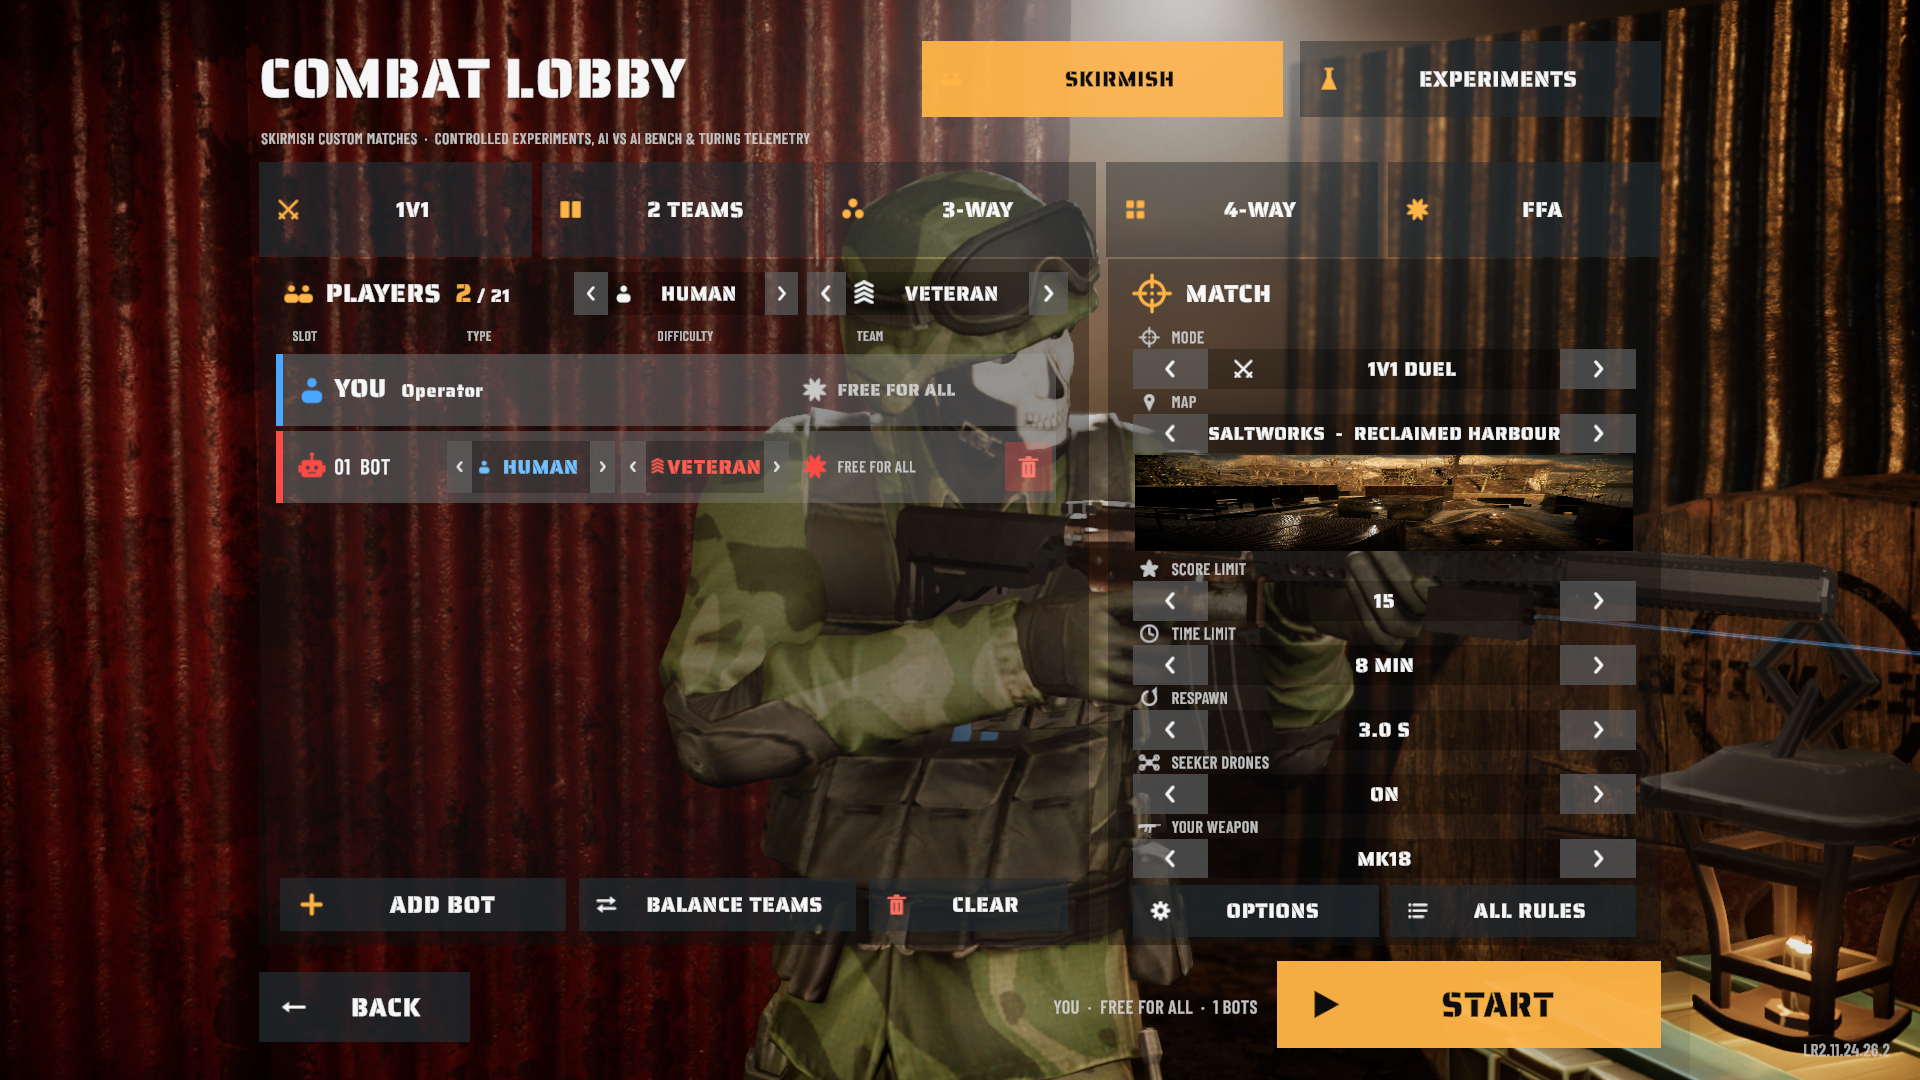 COMBAT LOBBY
SKIRMISH
EXPERIMENTS
SKIRMISH CUSTOM MATCHES · CONTROLLED EXPERIMENTS, AI VS AI BENCH & TURING TELEMETRY
1V1
2 TEAMS
3-WAY
4-WAY
FFA
PLAYERS 2 / 21
HUMAN
VETERAN
SLOT
TYPE
DIFFICULTY
TEAM
YOU Operator
FREE FOR ALL
01 BOT
HUMAN
VETERAN
FREE FOR ALL
ADD BOT
BALANCE TEAMS
CLEAR
MATCH
MODE
1V1 DUEL
MAP
SALTWORKS - RECLAIMED HARBOUR
SCORE LIMIT
15
TIME LIMIT
8 MIN
RESPAWN
3.0 S
SEEKER DRONES
ON
YOUR WEAPON
MK18
OPTIONS
ALL RULES
BACK
YOU · FREE FOR ALL · 1 BOTS
START
LR2.11.24.26.2